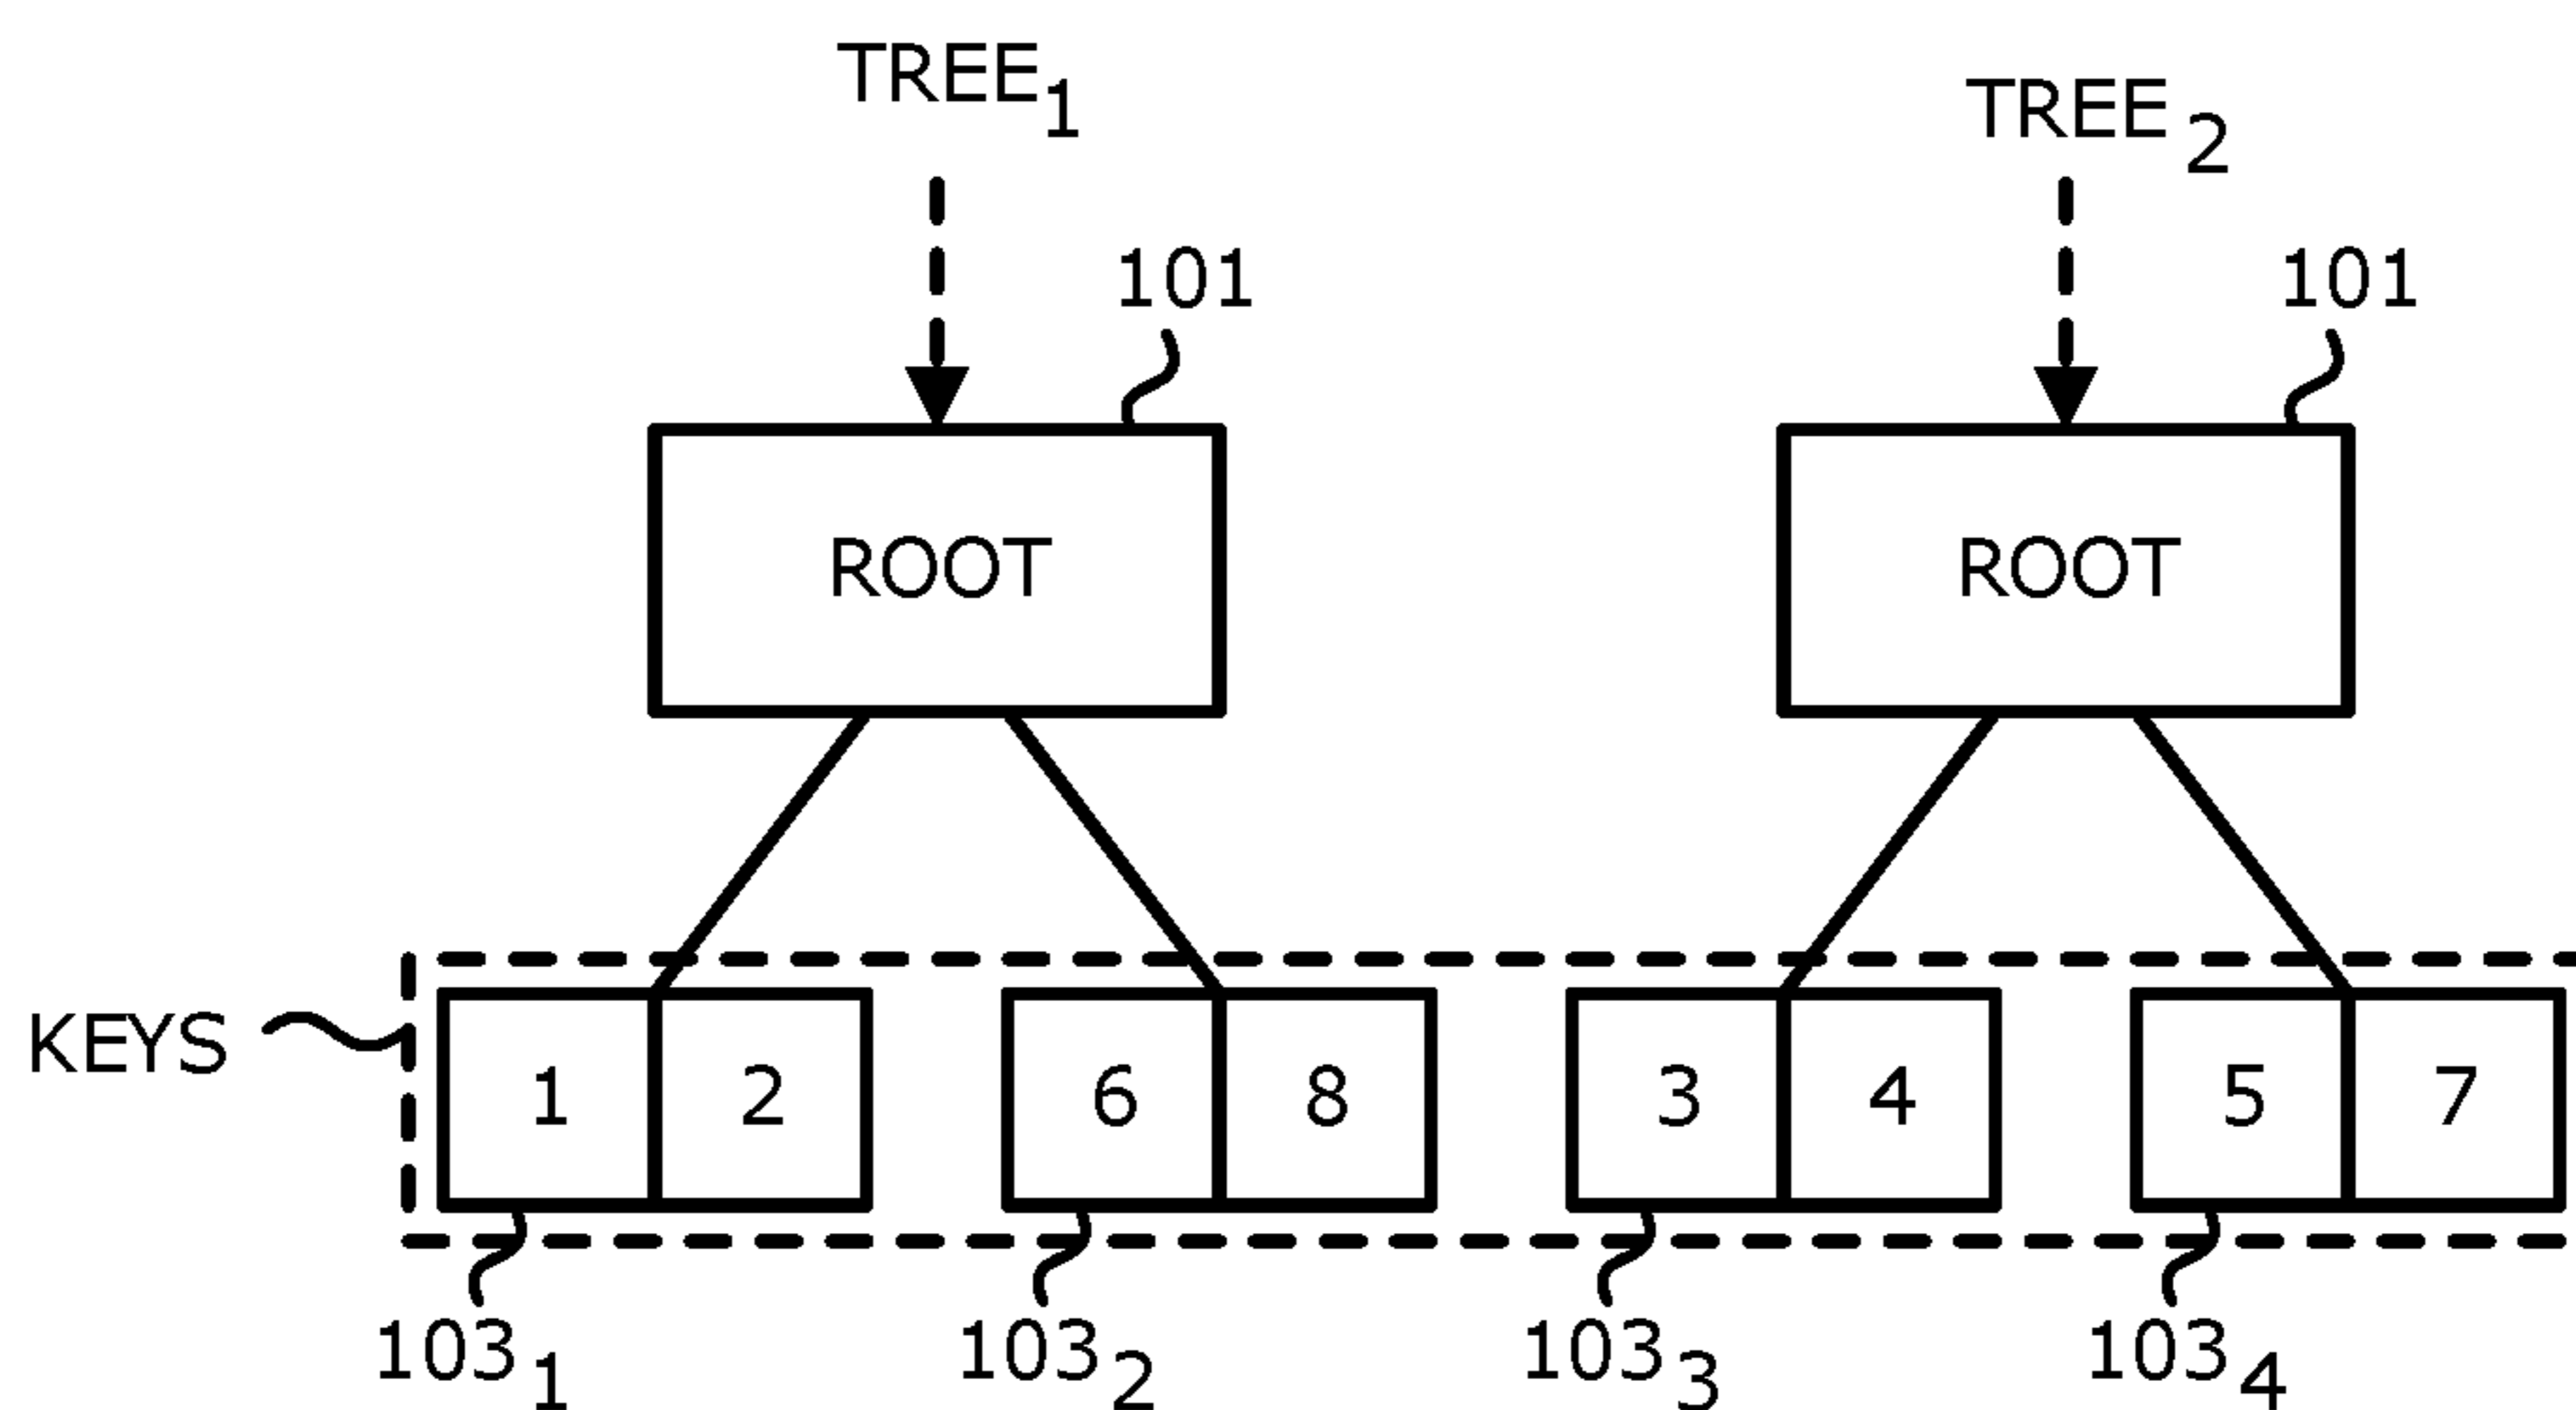 TREE₁ TREE₂
101 101
ROOT ROOT
KEYS 1 2 6 8 3 4 5 7
103₁ 103₂ 103₃ 103₄